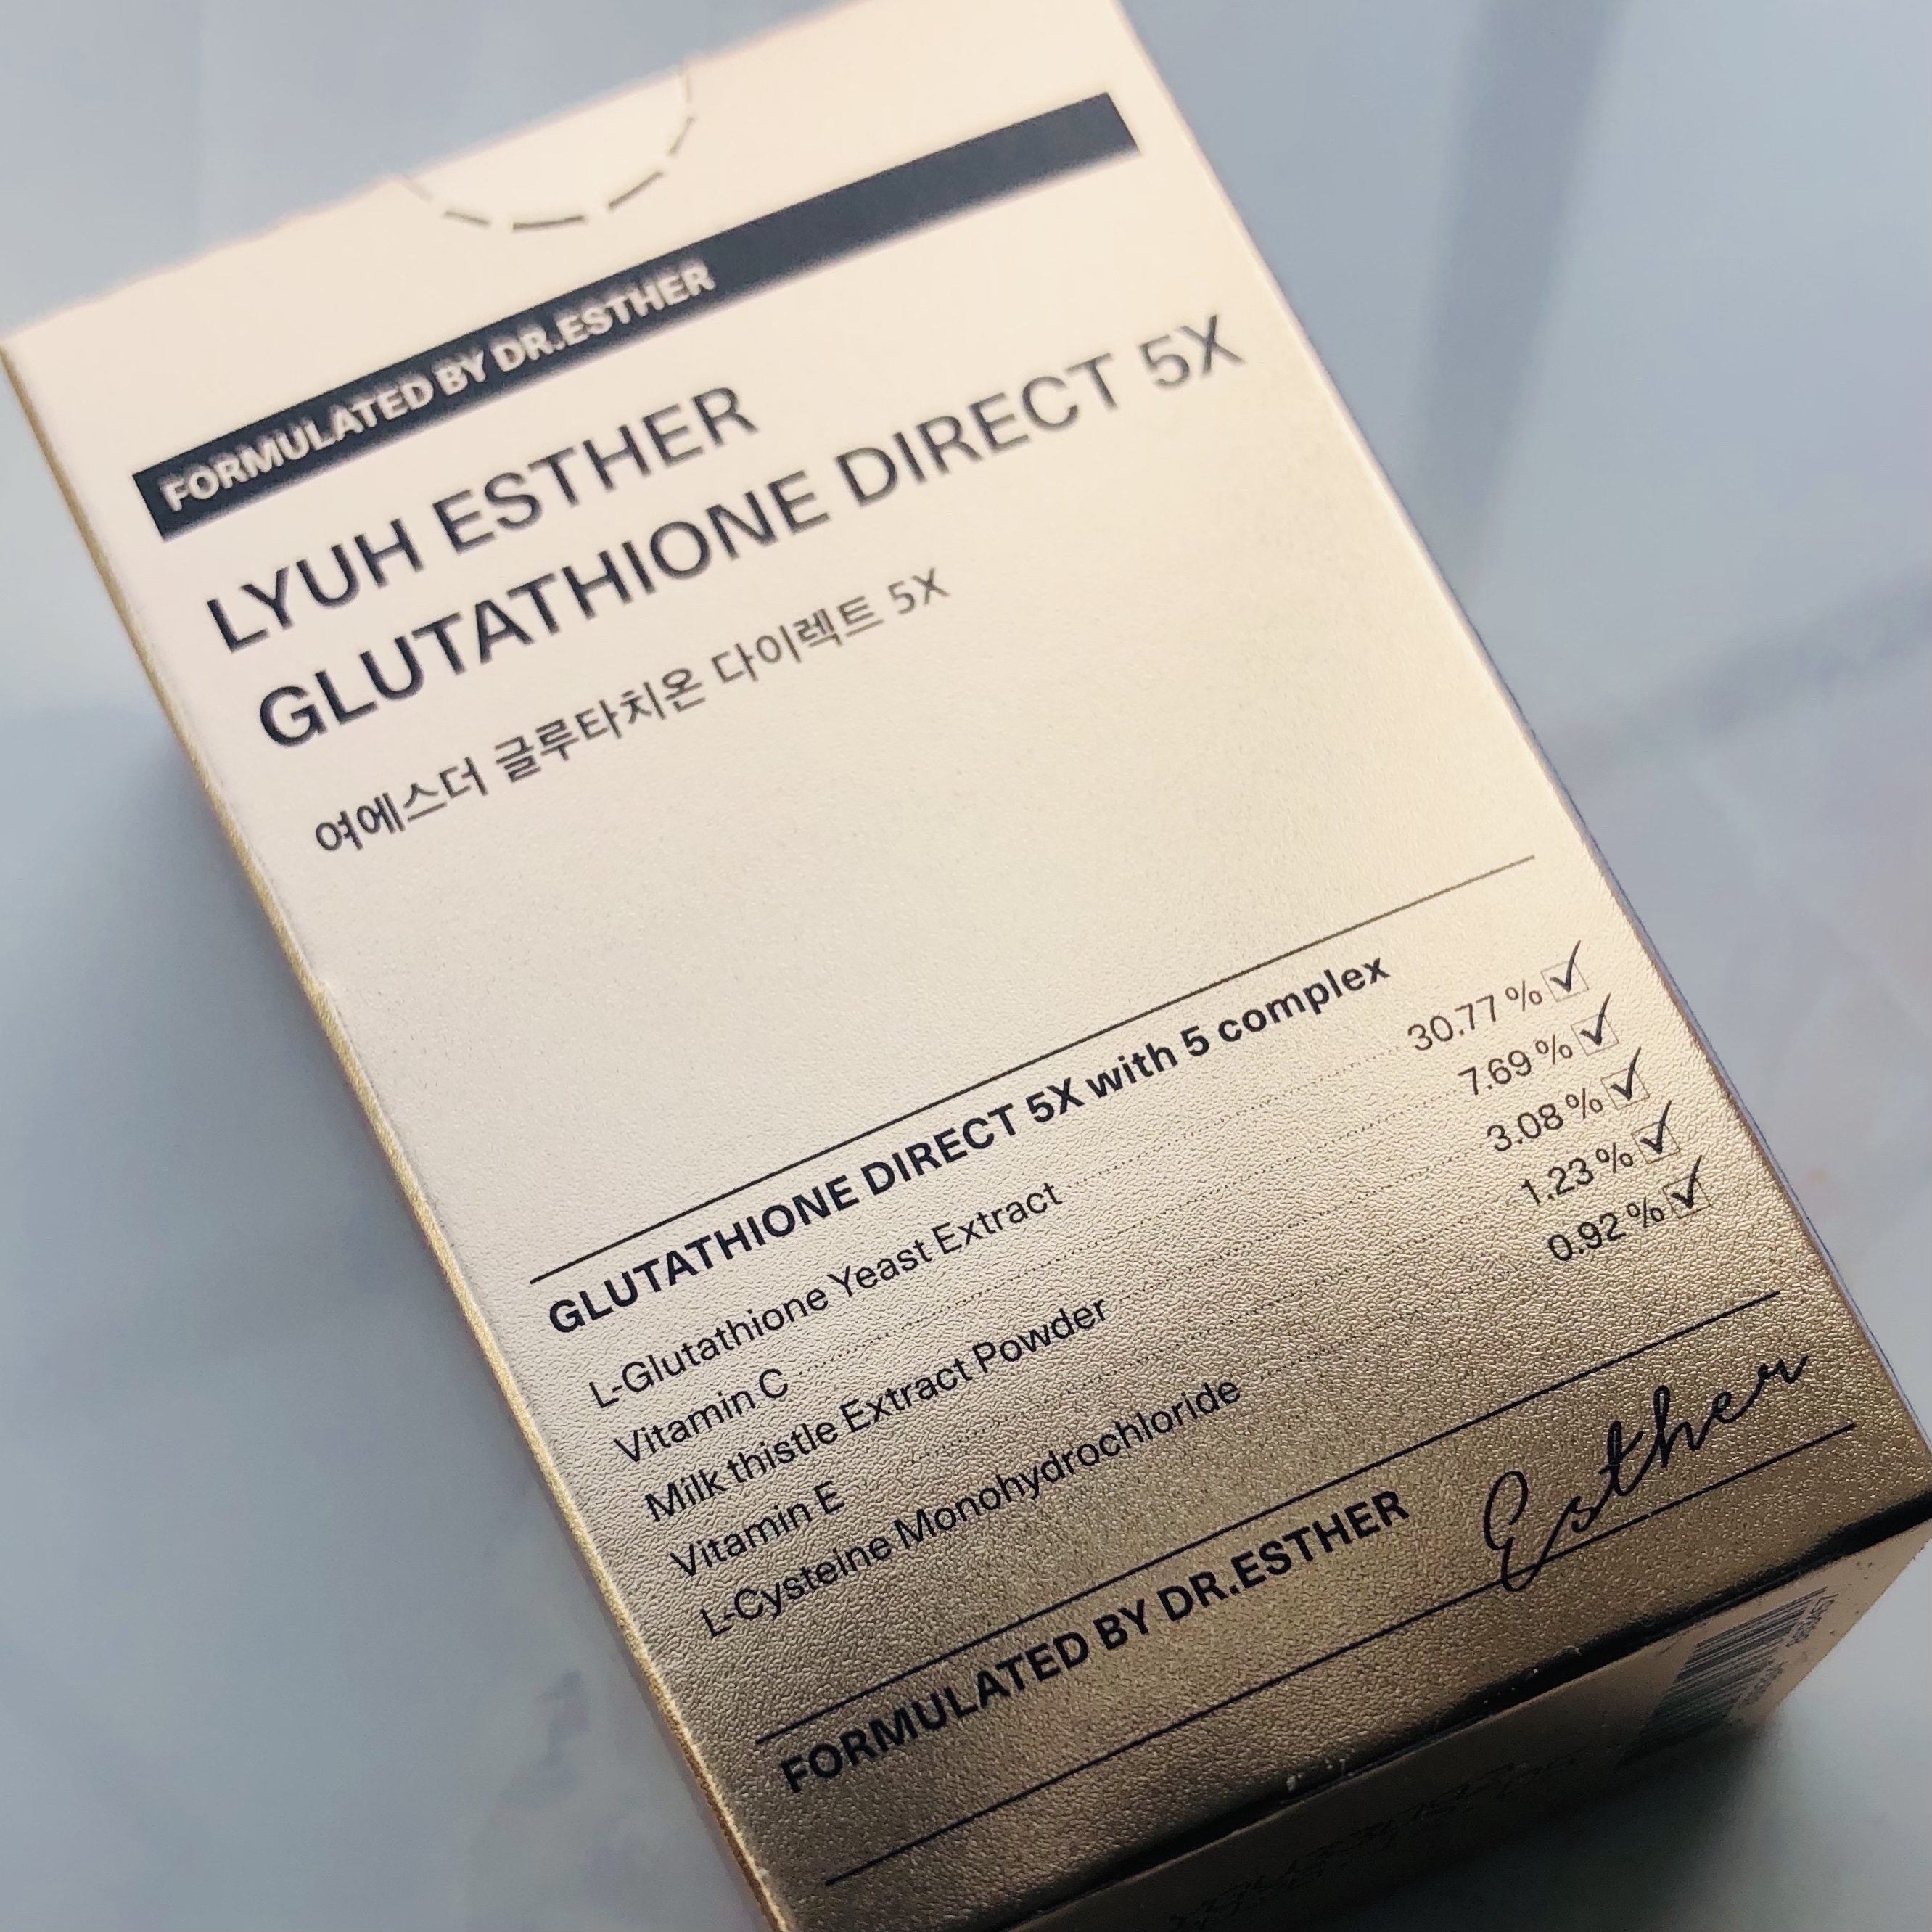 FORMULATED BY DR.ESTHER
LYUH ESTHER
GLUTATHIONE DIRECT 5X
여에스더 글루타치온 다이렉트 5X
GLUTATHIONE DIRECT 5X with 5 complex
L-Glutathione Yeast Extract 30.77 %
Vitamin C 7.69 %
Milk thistle Extract Powder 3.08 %
Vitamin E 1.23 %
L-Cysteine Monohydrochloride 0.92 %
FORMULATED BY DR.ESTHER Esther